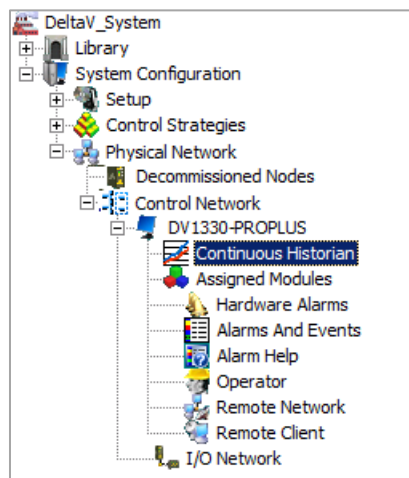 DeltaV_System
Library
System Configuration
Setup
Control Strategies
Physical Network
Decommissioned Nodes
Control Network
DV1330-PROPLUS
Continuous Historian
Assigned Modules
Hardware Alarms
Alarms And Events
Alarm Help
Operator
Remote Network
Remote Client
I/O Network